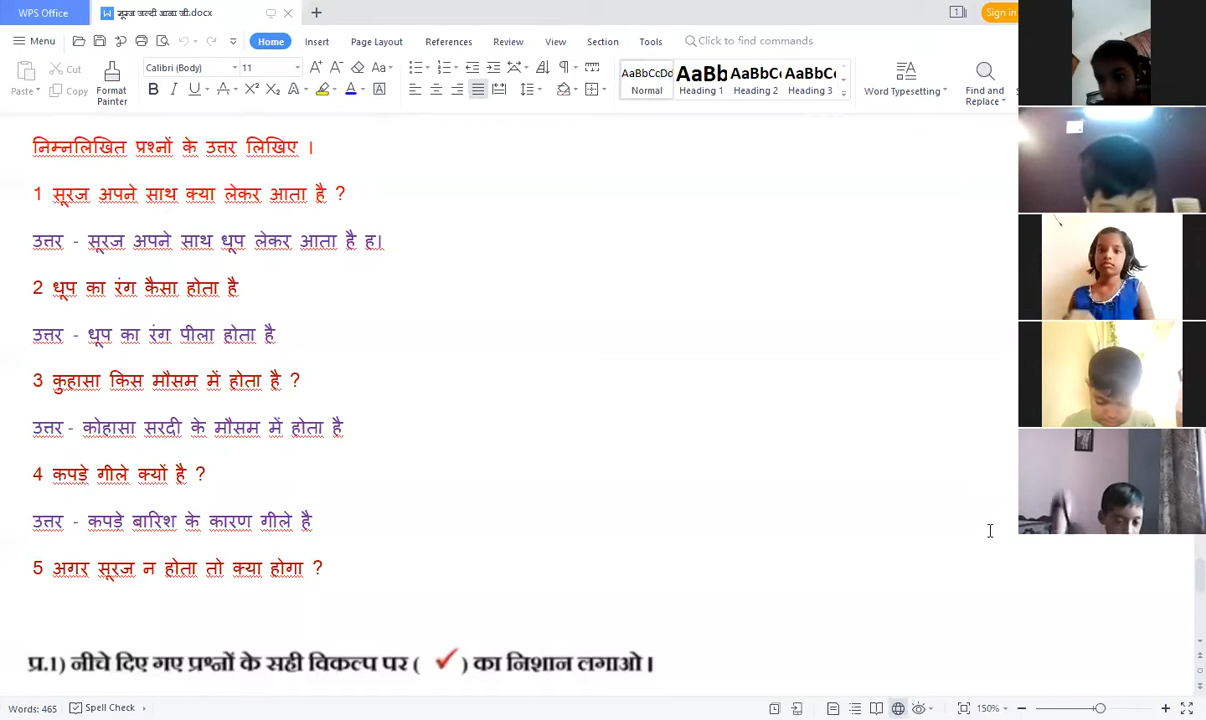 WPS Office
सूरज जल्दी आना जी.docx
Sign in
Menu
Home
Insert
Page Layout
References
Review
View
Section
Tools
Click to find commands
Paste
Cut
Copy
Format Painter
Calibri (Body)
11
AaBbCcDd
Normal
AaBb
Heading 1
AaBbC
Heading 2
AaBbC
Heading 3
Word Typesetting
Find and Replace
निम्नलिखित प्रश्नों के उत्तर लिखिए ।
1 सूरज अपने साथ क्या लेकर आता है ?
उत्तर - सूरज अपने साथ धूप लेकर आता है ह।
2 धूप का रंग कैसा होता है
उत्तर - धूप का रंग पीला होता है
3 कुहासा किस मौसम में होता है ?
उत्तर - कोहासा सरदी के मौसम में होता है
4 कपड़े गीले क्यों है ?
उत्तर - कपड़े बारिश के कारण गीले है
5 अगर सूरज न होता तो क्या होगा ?
प्र.1) नीचे दिए गए प्रश्नों के सही विकल्प पर ( ✓ ) का निशान लगाओ ।
Words: 465
Spell Check
150%